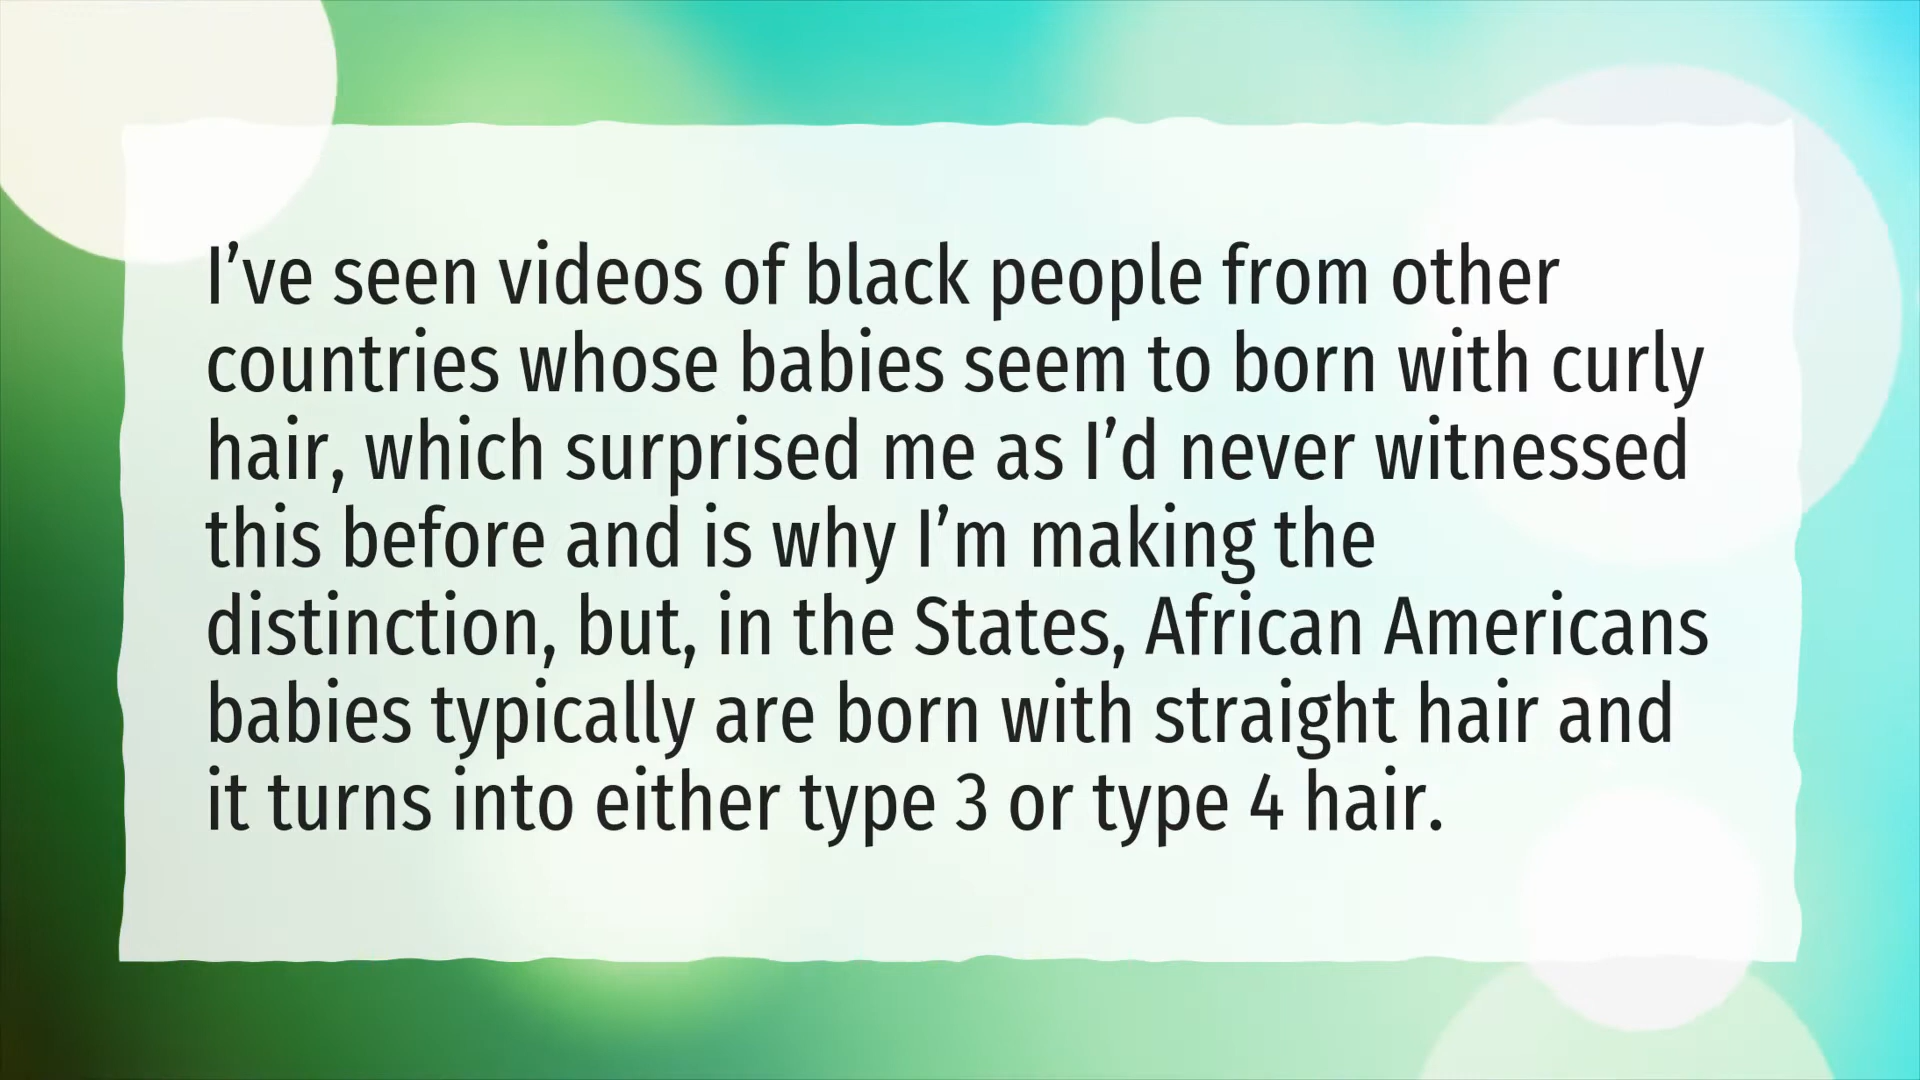 I’ve seen videos of black people from other
countries whose babies seem to born with curly
hair, which surprised me as I’d never witnessed
this before and is why I’m making the
distinction, but, in the States, African Americans
babies typically are born with straight hair and
it turns into either type 3 or type 4 hair.